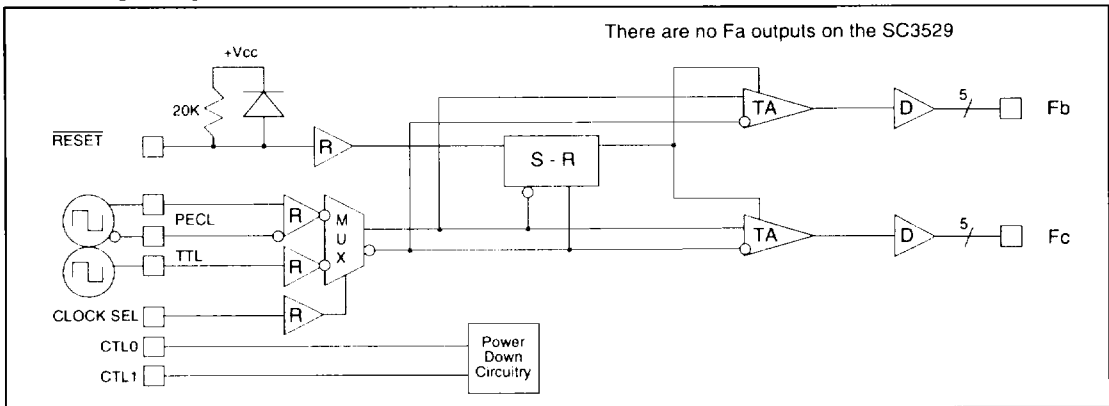 There are no Fa outputs on the SC3529
+Vcc
20K
RESET
R
S - R
TA
D
5
Fb
PECL
R
MUX
TTL
R
TA
D
5
Fc
CLOCK SEL
R
CTL0
CTL1
Power
Down
Circuitry